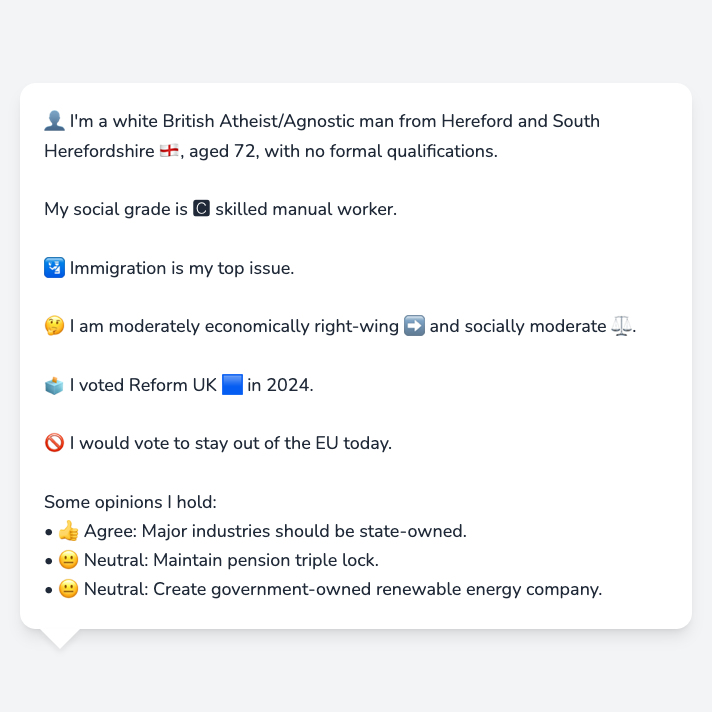 👤 I'm a white British Atheist/Agnostic man from Hereford and South
Herefordshire 🏴󠁧󠁢󠁥󠁮󠁧󠁿, aged 72, with no formal qualifications.
My social grade is 🅲 skilled manual worker.
🛂 Immigration is my top issue.
🤔 I am moderately economically right-wing ➡️ and socially moderate ⚖️.
🗳️ I voted Reform UK 🟦 in 2024.
🚫 I would vote to stay out of the EU today.
Some opinions I hold:
• 👍 Agree: Major industries should be state-owned.
• 😐 Neutral: Maintain pension triple lock.
• 😐 Neutral: Create government-owned renewable energy company.